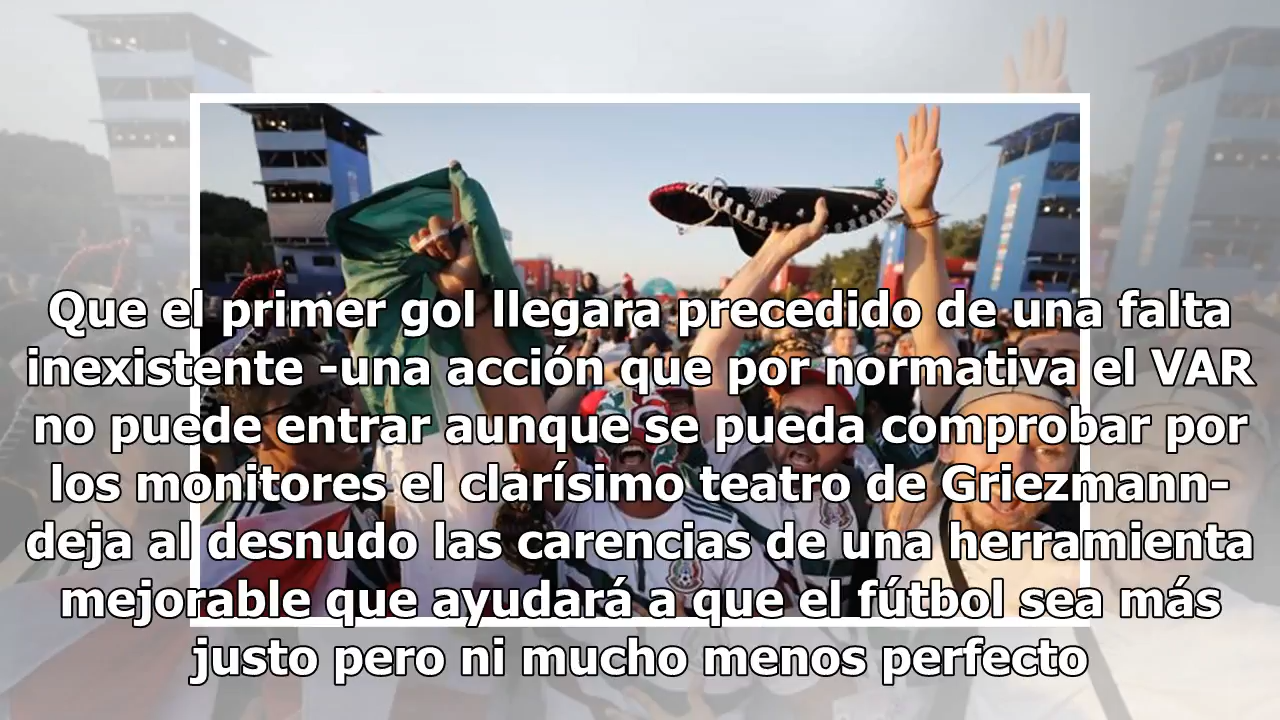 Que el primer gol llegara precedido de una falta
inexistente -una acción que por normativa el VAR
no puede entrar aunque se pueda comprobar por
los monitores el clarísimo teatro de Griezmann-
deja al desnudo las carencias de una herramienta
mejorable que ayudará a que el fútbol sea más
justo pero ni mucho menos perfecto